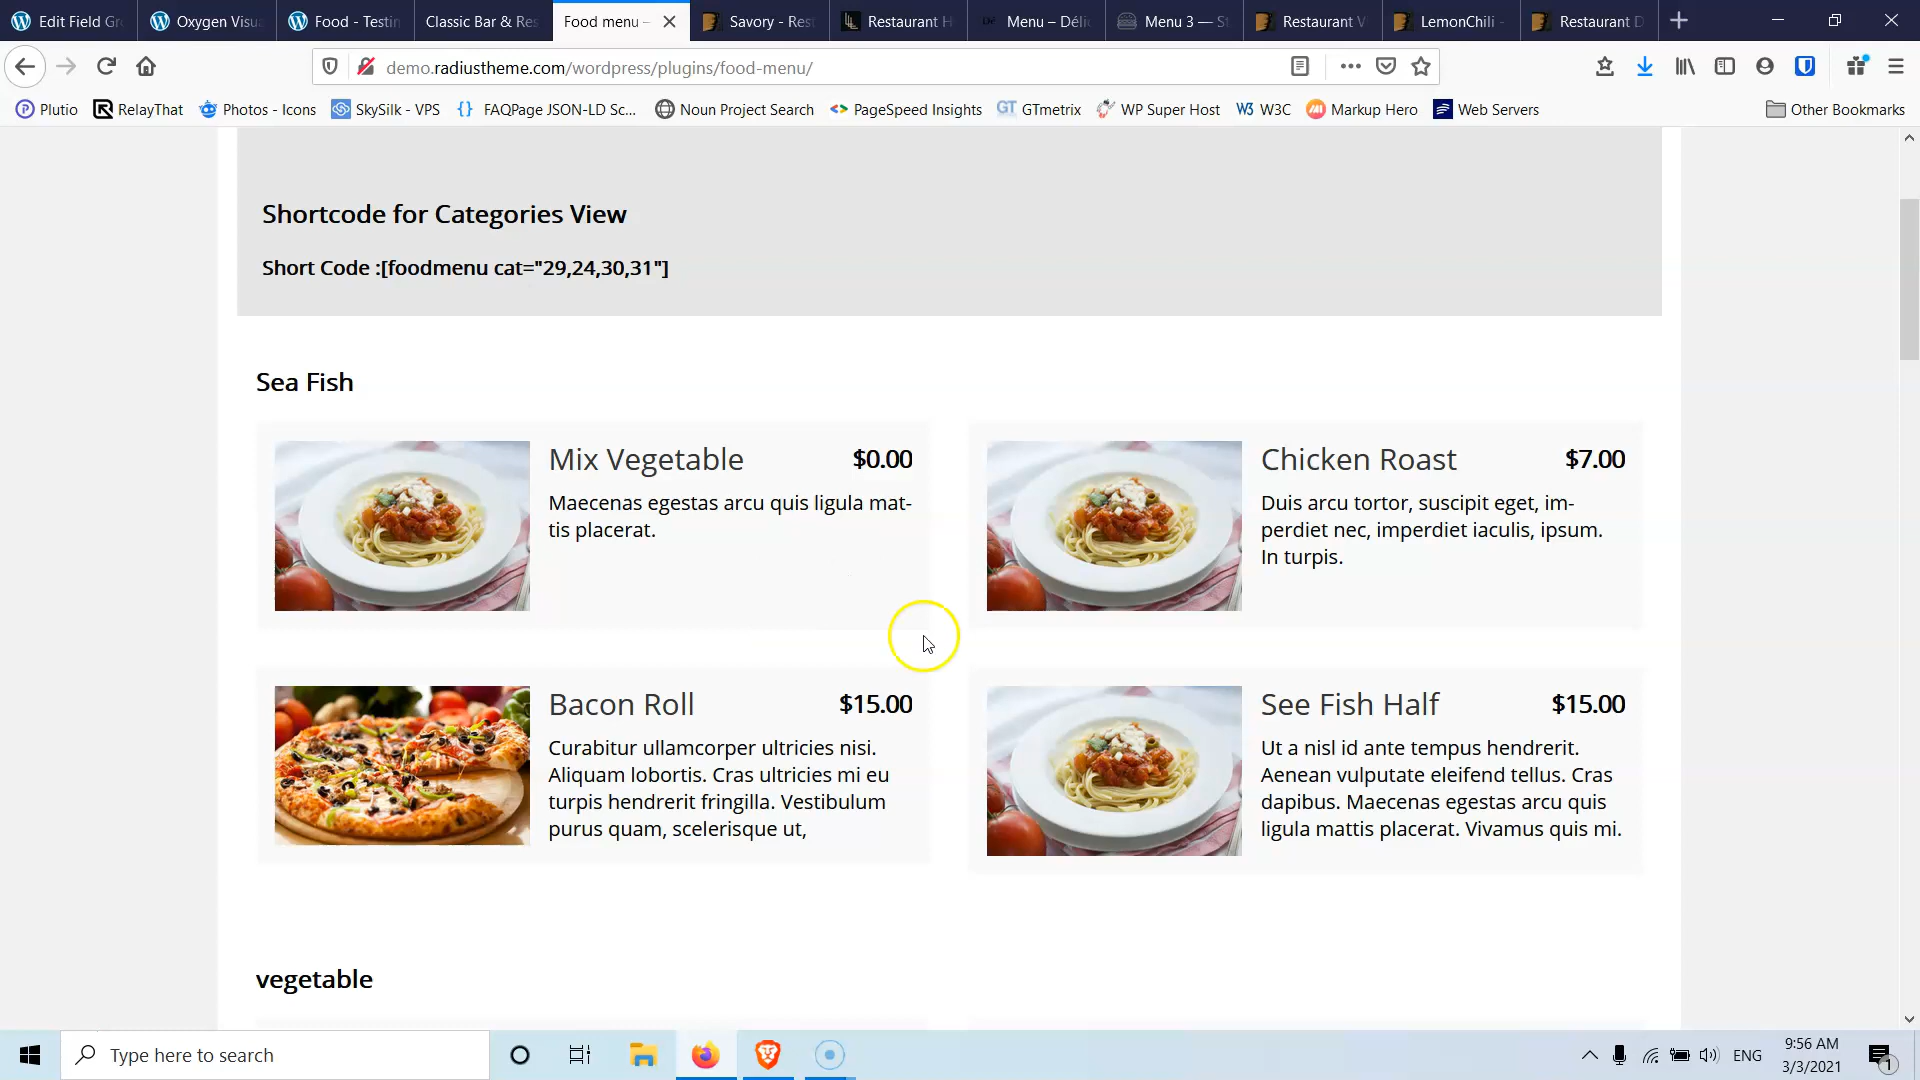 Edit Field Gro
Oxygen Visua
Food - Testin
Classic Bar & Res
Food menu –
Savory - Rest
Restaurant H
Menu – Déli
Menu 3 — S
Restaurant V
LemonChili -
Restaurant D
demo.radiustheme.com/wordpress/plugins/food-menu/
Plutio
RelayThat
Photos - Icons
SkySilk - VPS
FAQPage JSON-LD Sc...
Noun Project Search
PageSpeed Insights
GT
GTmetrix
WP Super Host
W3C
Markup Hero
Web Servers
Other Bookmarks
Shortcode for Categories View
Short Code :[foodmenu cat="29,24,30,31"]
Sea Fish
Mix Vegetable $0.00
Maecenas egestas arcu quis ligula mat-
tis placerat.
Chicken Roast $7.00
Duis arcu tortor, suscipit eget, im-
perdiet nec, imperdiet iaculis, ipsum.
In turpis.
Bacon Roll $15.00
Curabitur ullamcorper ultricies nisi.
Aliquam lobortis. Cras ultricies mi eu
turpis hendrerit fringilla. Vestibulum
purus quam, scelerisque ut,
See Fish Half $15.00
Ut a nisl id ante tempus hendrerit.
Aenean vulputate eleifend tellus. Cras
dapibus. Maecenas egestas arcu quis
ligula mattis placerat. Vivamus quis mi.
vegetable
Type here to search
ENG
9:56 AM
3/3/2021
1